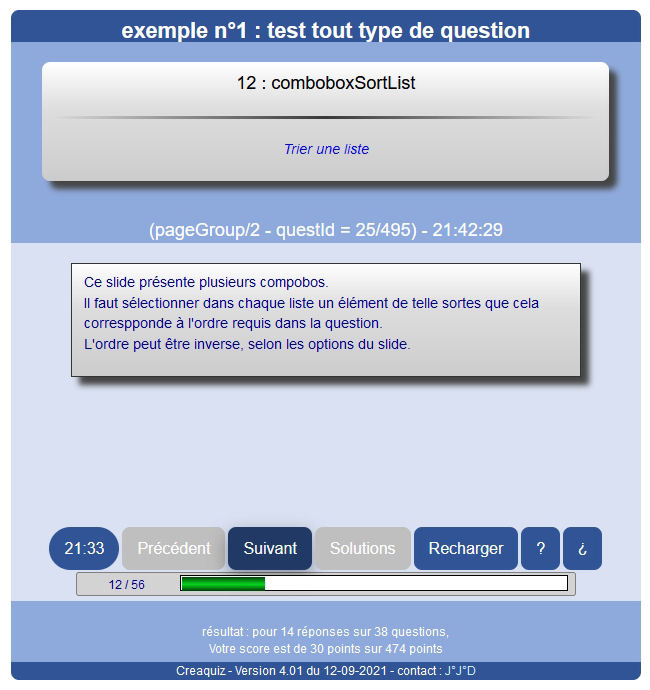 exemple n°1 : test tout type de question
12 : comboboxSortList
Trier une liste
(pageGroup/2 - questId = 25/495) - 21:42:29
Ce slide présente plusieurs compobos.
Il faut sélectionner dans chaque liste un élément de telle sortes que cela
correspponde à l'ordre requis dans la question.
L'ordre peut être inverse, selon les options du slide.
21:33 Précédent Suivant Solutions Recharger ? ¿
12 / 56
résultat : pour 14 réponses sur 38 questions,
Votre score est de 30 points sur 474 points
Creaquiz - Version 4.01 du 12-09-2021 - contact : J°J°D